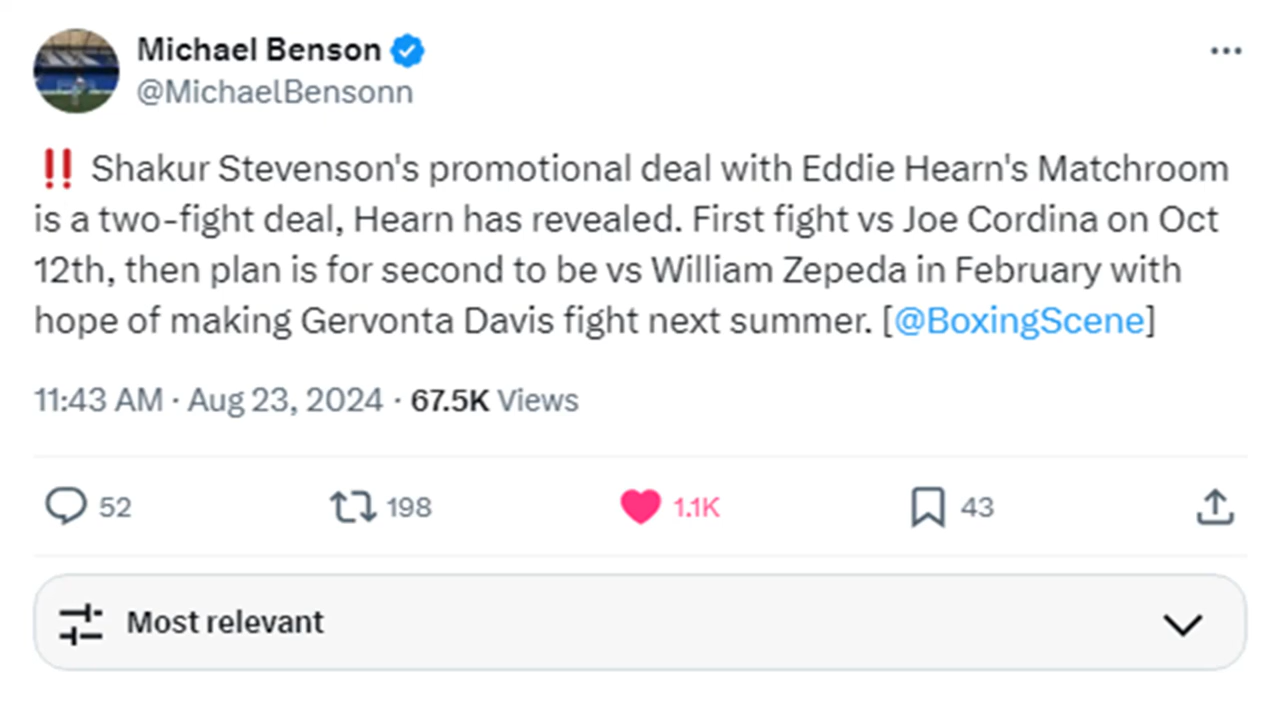 Michael Benson
@MichaelBensonn
‼️ Shakur Stevenson's promotional deal with Eddie Hearn's Matchroom
is a two-fight deal, Hearn has revealed. First fight vs Joe Cordina on Oct
12th, then plan is for second to be vs William Zepeda in February with
hope of making Gervonta Davis fight next summer. [@BoxingScene]
11:43 AM · Aug 23, 2024 · 67.5K Views
52 198 1.1K 43
Most relevant